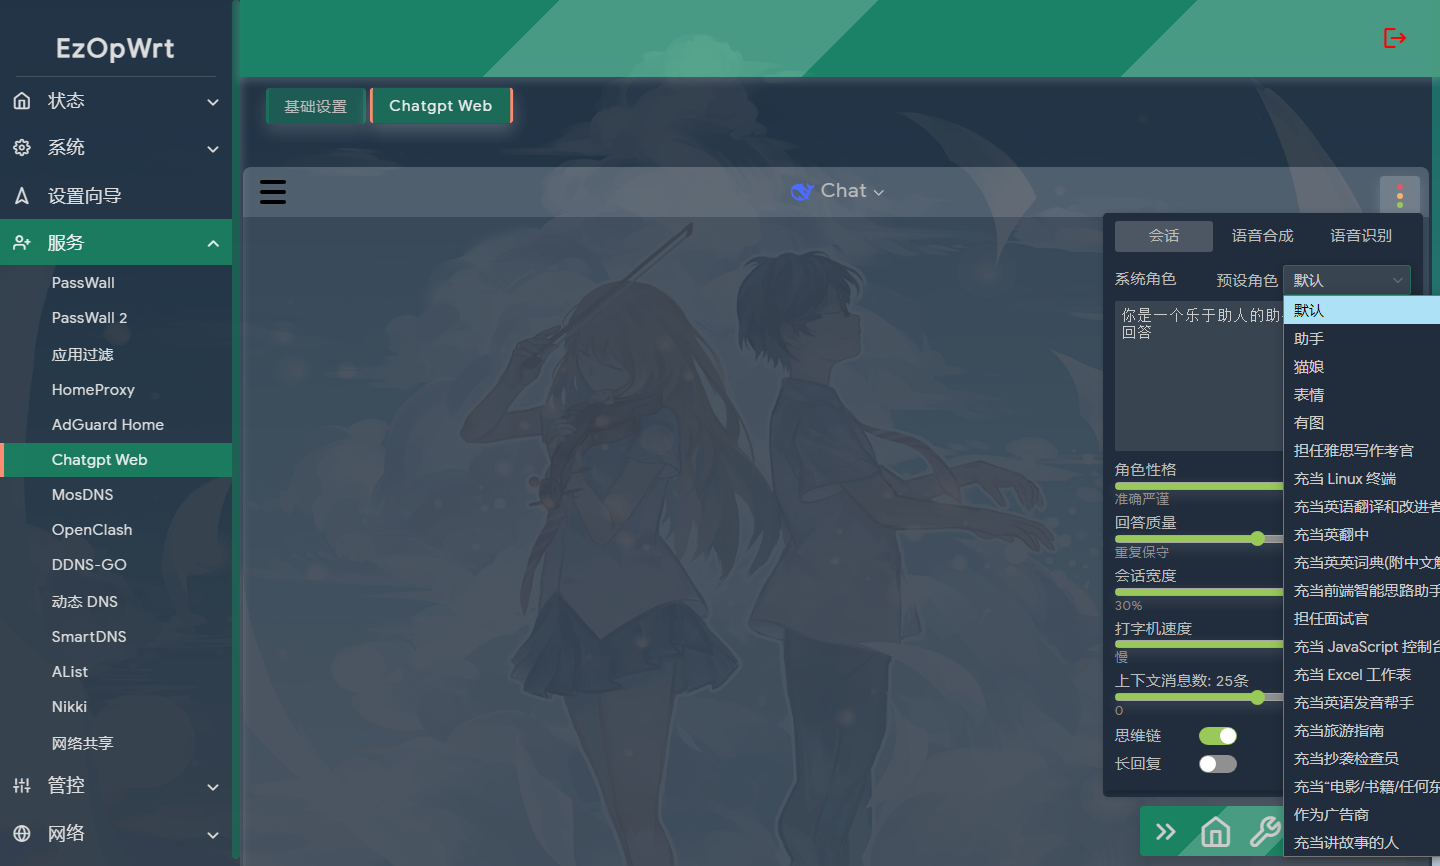 EzOpWrt
状态
系统
设置向导
服务
PassWall
PassWall 2
应用过滤
HomeProxy
AdGuard Home
Chatgpt Web
MosDNS
OpenClash
DDNS-GO
动态 DNS
SmartDNS
AList
Nikki
网络共享
管控
网络
基础设置
Chatgpt Web
Chat
会话 语音合成 语音识别
系统角色 预设角色 默认
你是一个乐于助人的助
回答
角色性格
准确严谨
回答质量
重复保守
会话宽度
30%
打字机速度
慢
上下文消息数: 25条
0
思维链
长回复
默认
助手
猫娘
表情
有图
担任雅思写作考官
充当 Linux 终端
充当英语翻译和改进者
充当英翻中
充当英英词典(附中文解
充当前端智能思路助手
担任面试官
充当 JavaScript 控制台
充当 Excel 工作表
充当英语发音帮手
充当旅游指南
充当抄袭检查员
充当“电影/书籍/任何东
作为广告商
充当讲故事的人